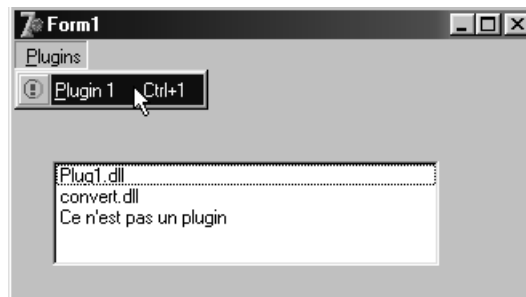 Form1
Plugins
Plugin 1 Ctrl+1
Plug1.dll
convert.dll
Ce n'est pas un plugin